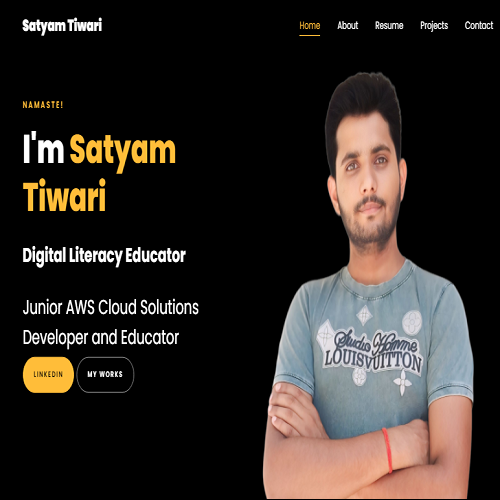 Satyam Tiwari
Home About Resume Projects Contact
NAMASTE!
I'm Satyam
Tiwari
Digital Literacy Educator
Junior AWS Cloud Solutions
Developer and Educator
LINKEDIN MY WORKS
Studio Homme
LOUISVUITTON